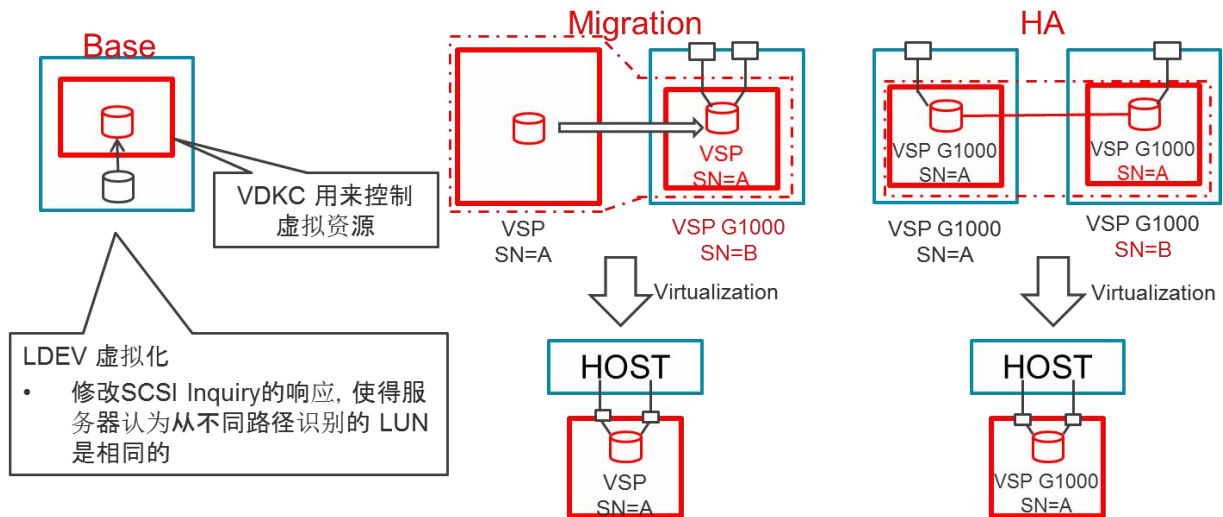 Base
VDKC 用来控制
虚拟资源
LDEV 虚拟化
• 修改SCSI Inquiry的响应, 使得服
务器认为从不同路径识别的 LUN
是相同的
Migration
VSP
SN=A
VSP
SN=A
VSP G1000
SN=B
Virtualization
HOST
VSP
SN=A
HA
VSP G1000
SN=A
VSP G1000
SN=A
VSP G1000
SN=A
VSP G1000
SN=B
Virtualization
HOST
VSP G1000
SN=A